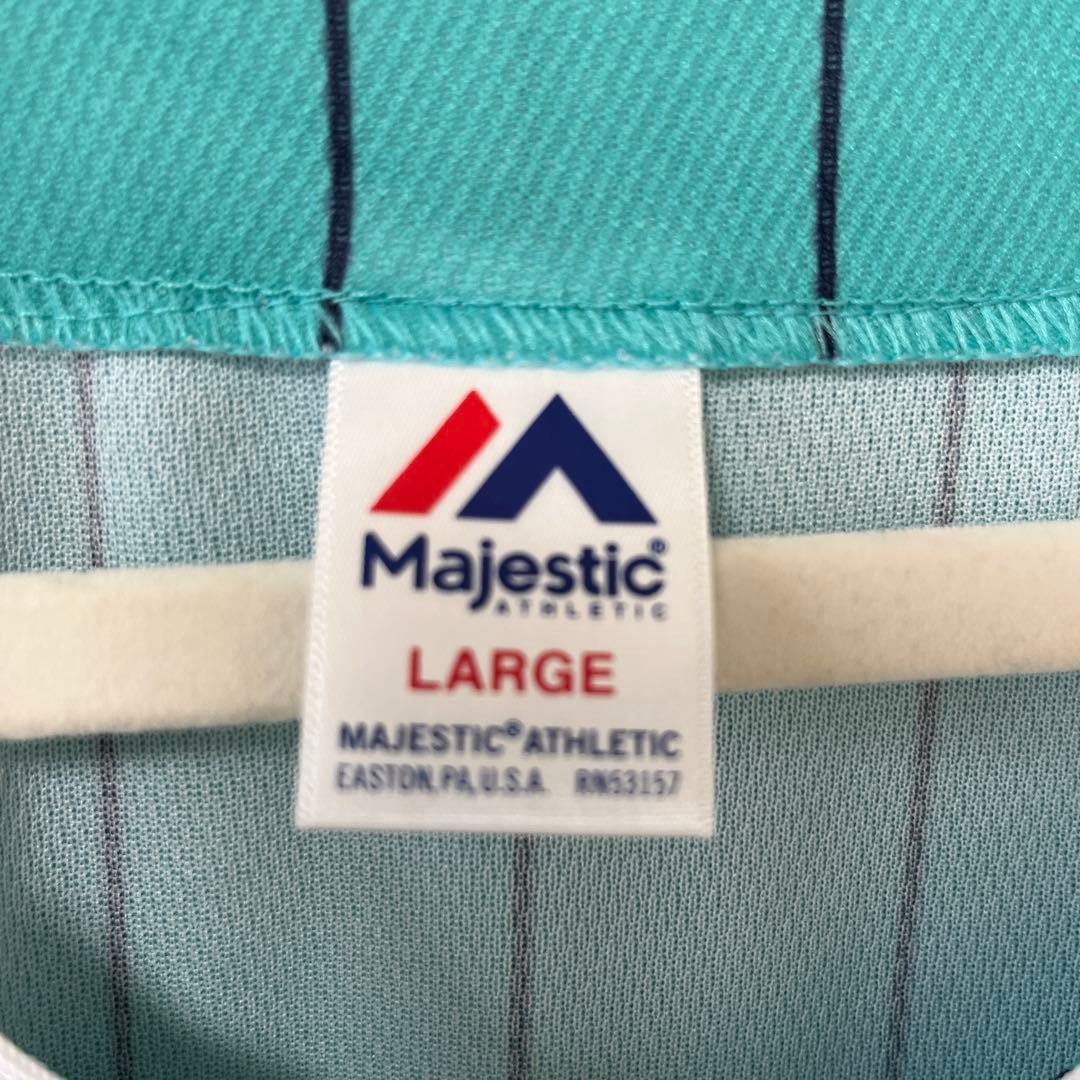 Majestic®
ATHLETIC
LARGE
MAJESTIC® ATHLETIC
EASTON, PA, U.S.A. RN53157